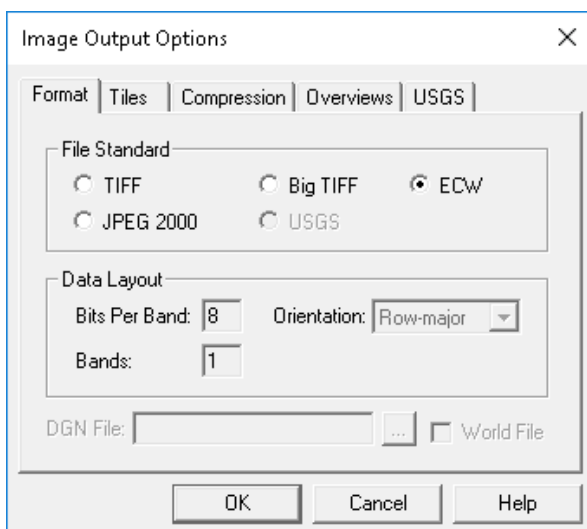 Image Output Options
Format Tiles Compression Overviews USGS
File Standard
TIFF Big TIFF ECW
JPEG 2000 USGS
Data Layout
Bits Per Band: 8 Orientation: Row-major
Bands: 1
DGN File: ... World File
OK Cancel Help